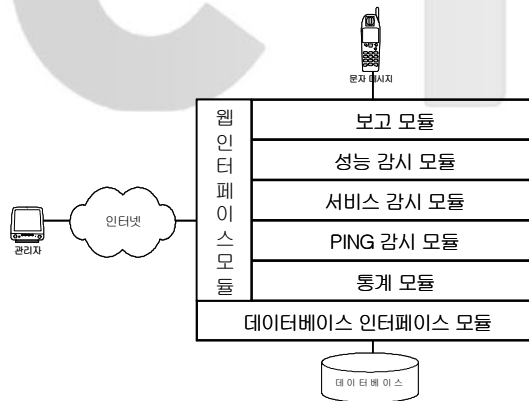 문자 메시지
웹인터페이스모듈
보고 모듈
성능 감시 모듈
서비스 감시 모듈
PING 감시 모듈
통계 모듈
인터넷
관리자
데이터베이스 인터페이스 모듈
데이터베이스